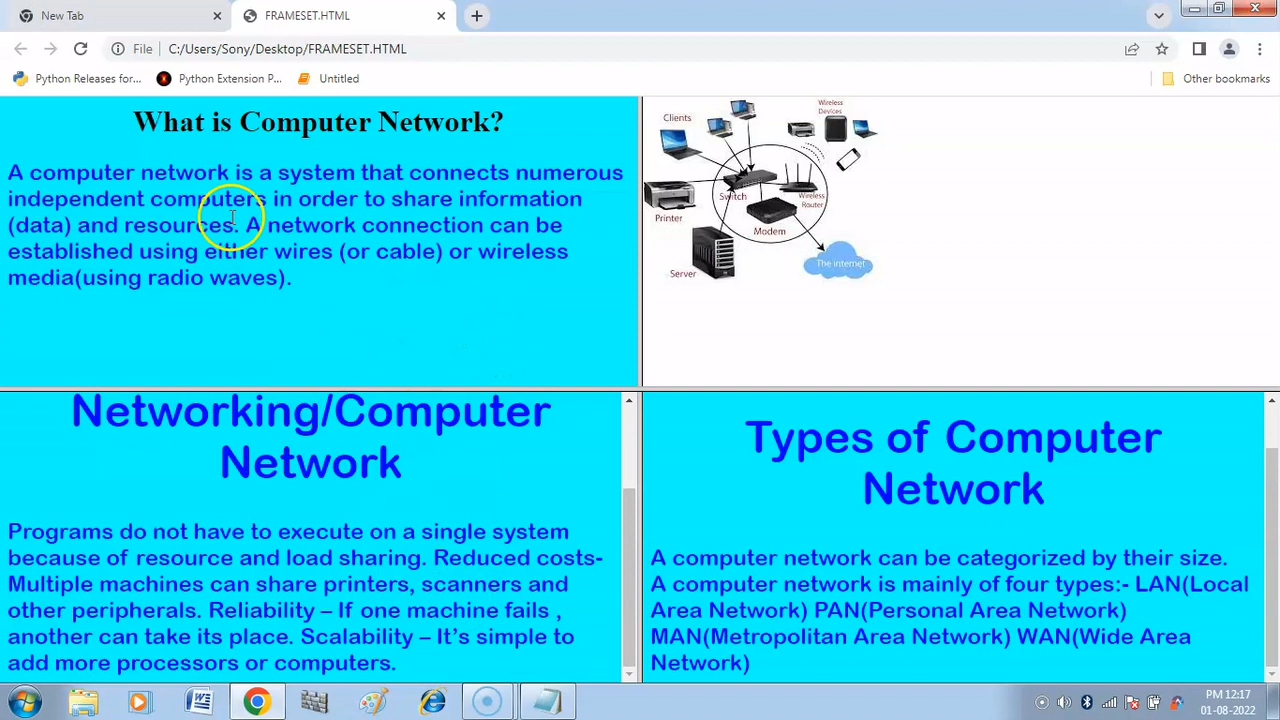 New Tab
FRAMESET.HTML
File
C:/Users/Sony/Desktop/FRAMESET.HTML
Python Releases for...
Python Extension P...
Untitled
Other bookmarks
What is Computer Network?
A computer network is a system that connects numerous
independent computers in order to share information
(data) and resources. A network connection can be
established using either wires (or cable) or wireless
media(using radio waves).
Clients
Wireless
Devices
Printer
Switch
Wireless
Router
Modem
Server
The internet
Networking/Computer
Network
Programs do not have to execute on a single system
because of resource and load sharing. Reduced costs-
Multiple machines can share printers, scanners and
other peripherals. Reliability – If one machine fails ,
another can take its place. Scalability – It’s simple to
add more processors or computers.
Types of Computer
Network
A computer network can be categorized by their size.
A computer network is mainly of four types:- LAN(Local
Area Network) PAN(Personal Area Network)
MAN(Metropolitan Area Network) WAN(Wide Area
Network)
PM 12:17
01-08-2022